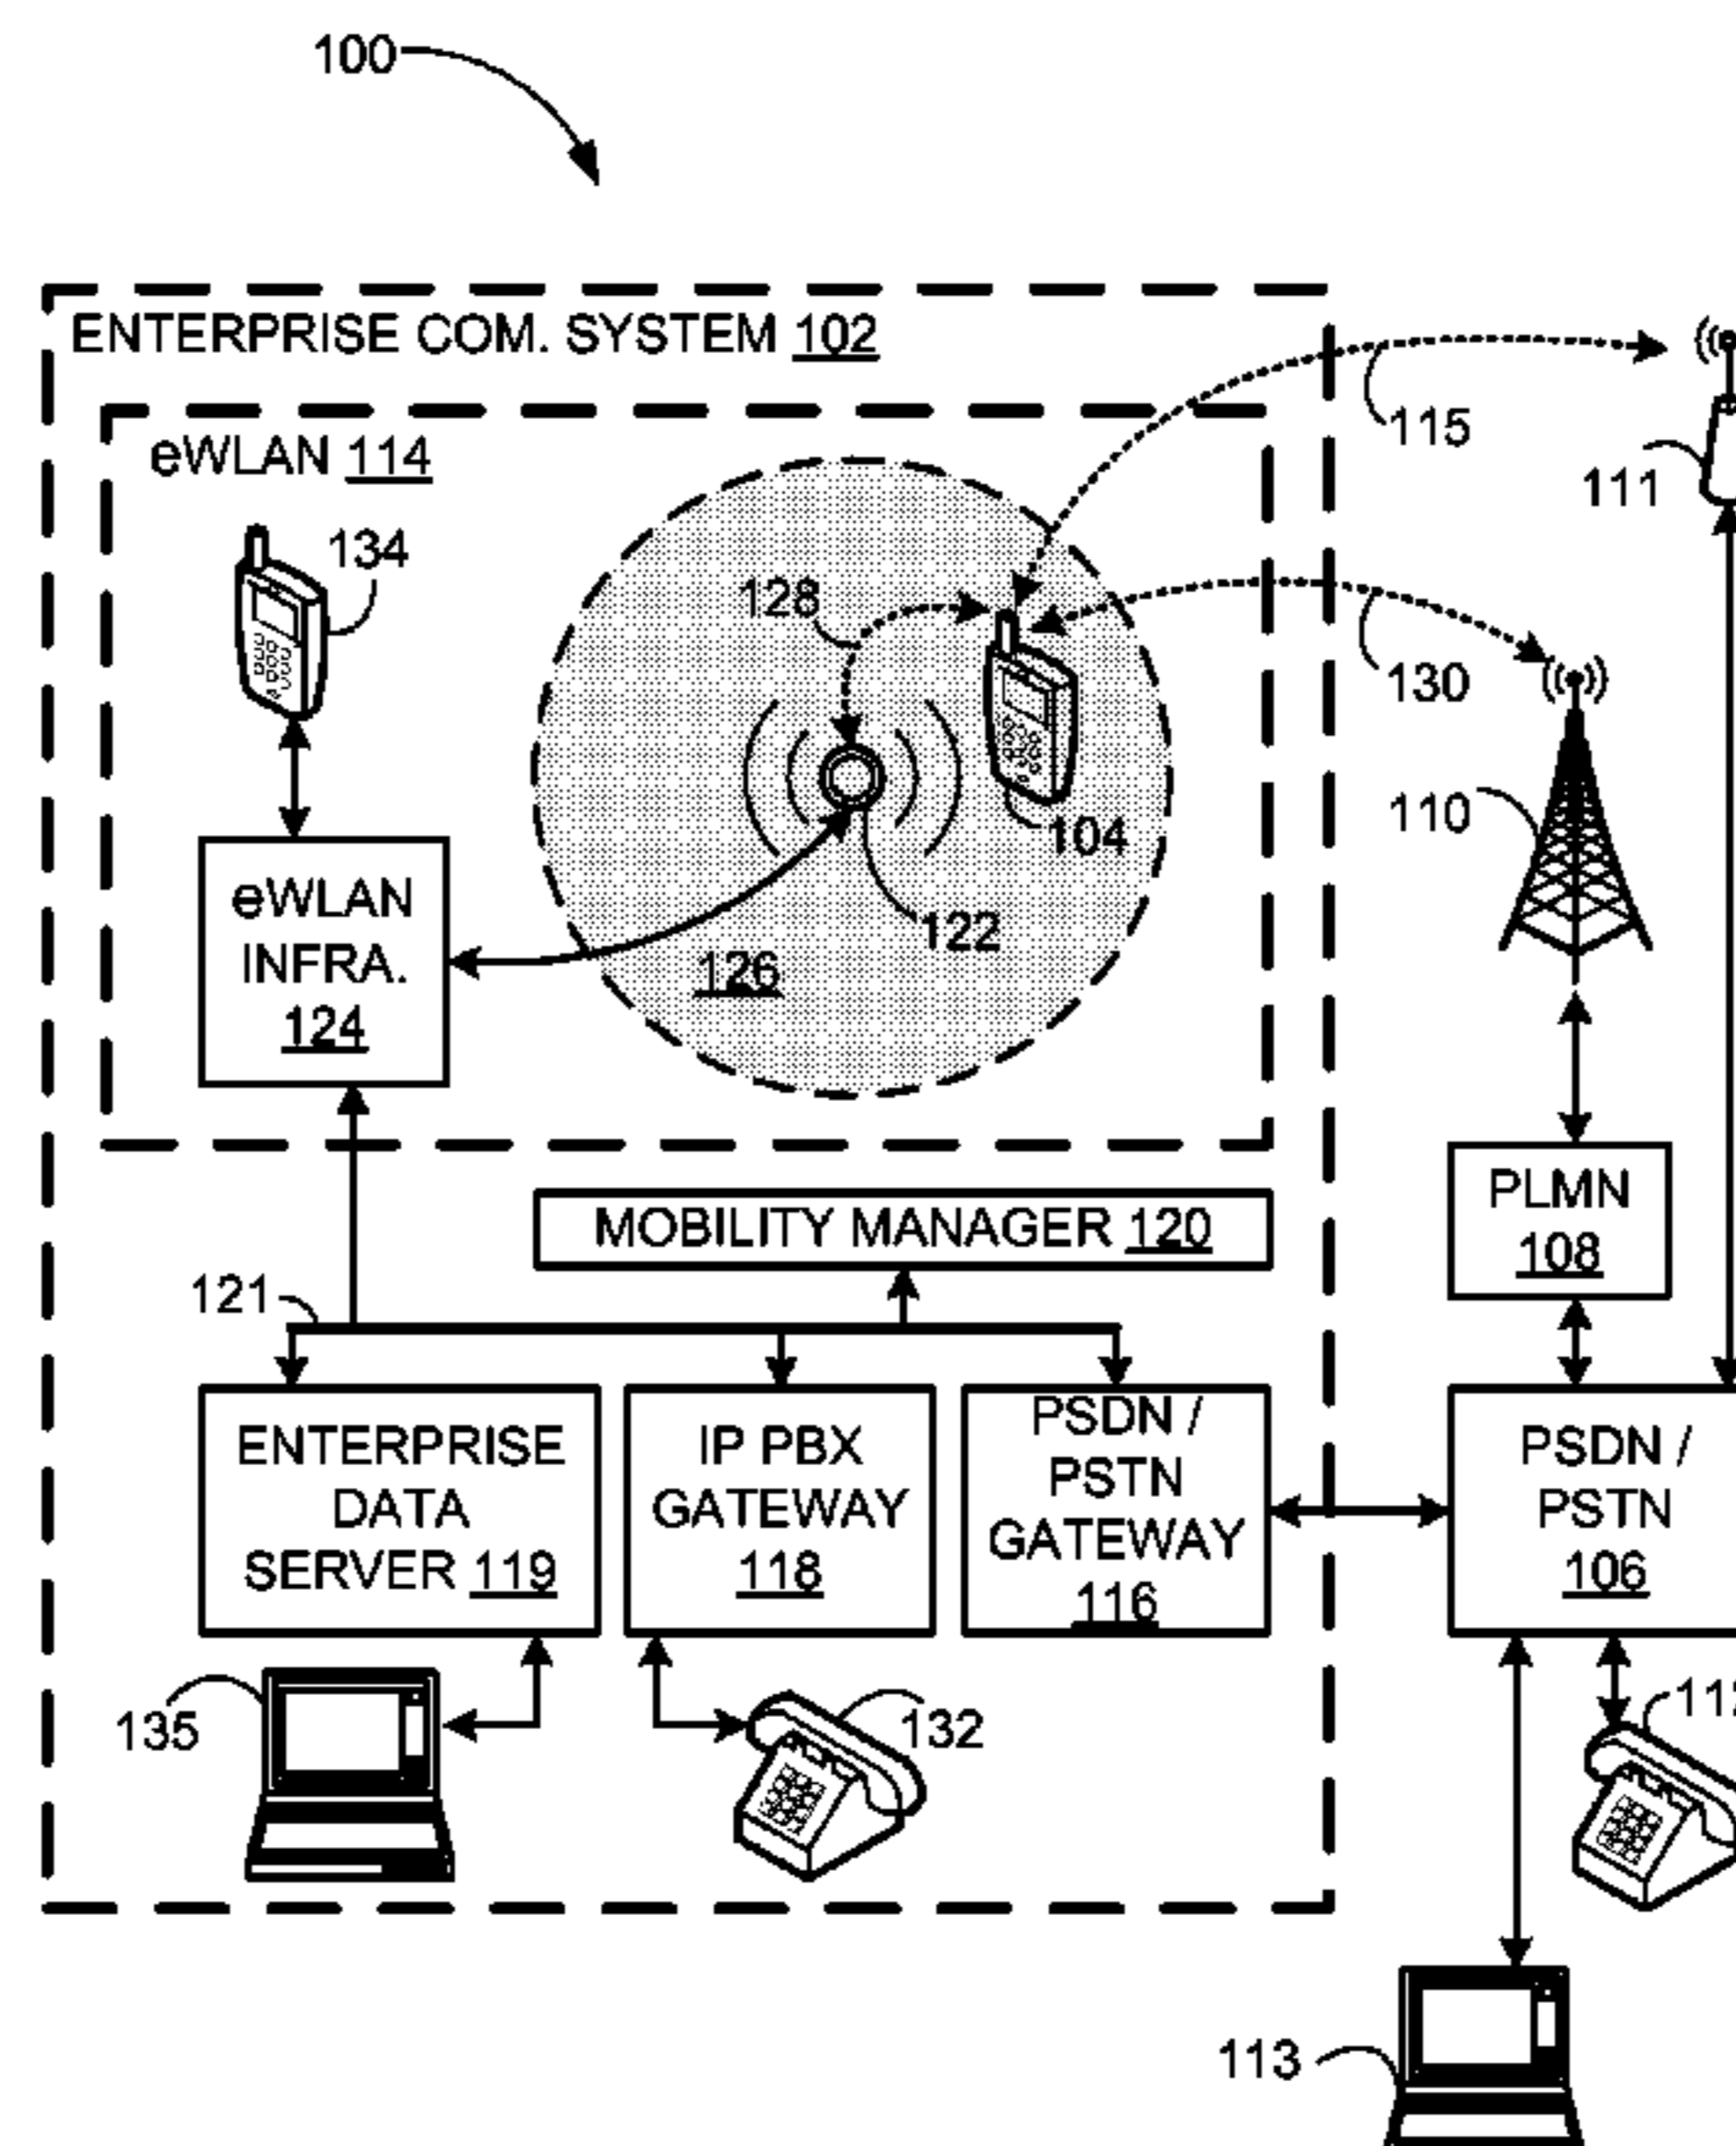 100
ENTERPRISE COM. SYSTEM 102
115
eWLAN 114
111
134
128
130
110
104
eWLAN
INFRA.
124
122
126
PLMN
108
MOBILITY MANAGER 120
121
ENTERPRISE
DATA
SERVER 119
IP PBX
GATEWAY
118
PSDN /
PSTN
GATEWAY
116
PSDN /
PSTN
106
135
132
113